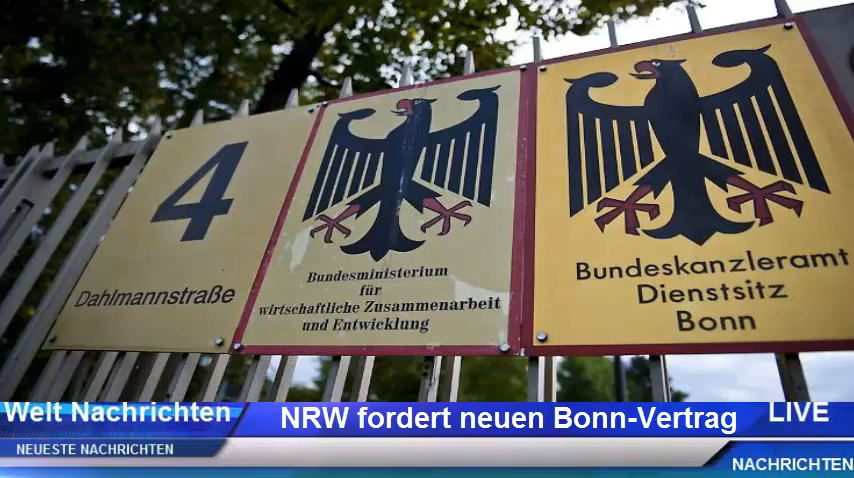 4
Dahlmannstraße
Bundesministerium
für
wirtschaftliche Zusammenarbeit
und Entwicklung
Bundeskanzleramt
Dienstsitz
Bonn
Welt Nachrichten
NRW fordert neuen Bonn-Vertrag
LIVE
NEUESTE NACHRICHTEN
NACHRICHTEN